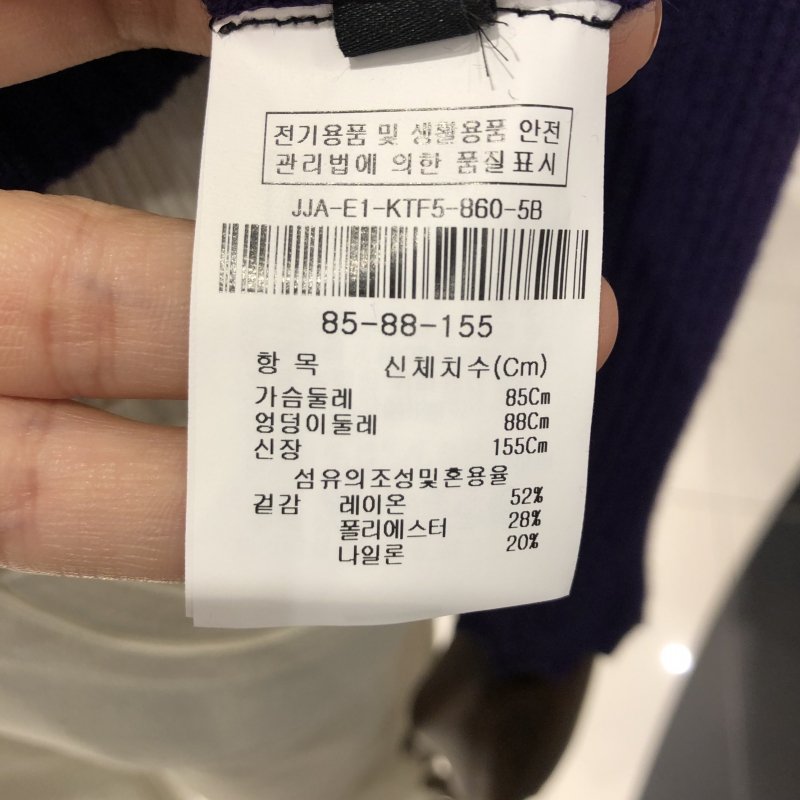 전기용품 및 생활용품 안전
관리법에 의한 품질표시
JJA-E1-KTF5-860-5B
85-88-155
항 목 신체치수(Cm)
가슴둘레 85Cm
엉덩이둘레 88Cm
신장 155Cm
섬유의조성및혼용율
겉감 레이온 52%
폴리에스터 28%
나일론 20%